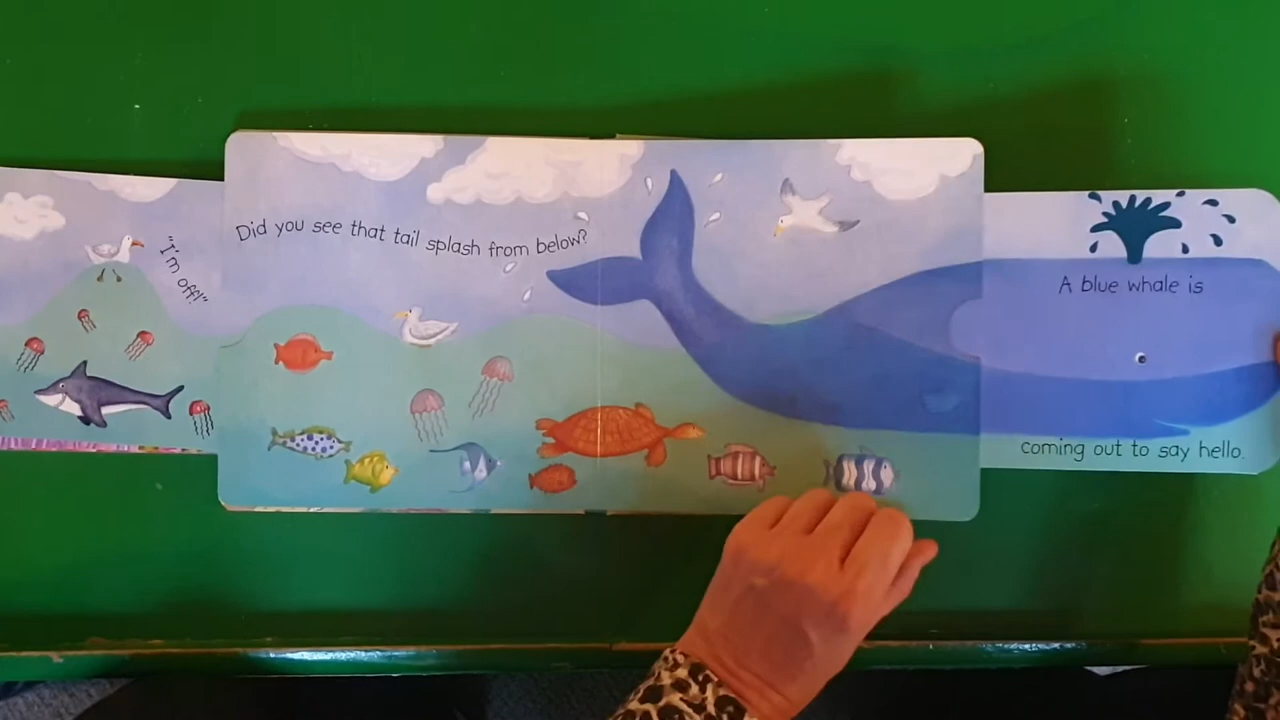 "I'm off!"
Did you see that tail splash from below?
A blue whale is
coming out to say hello.